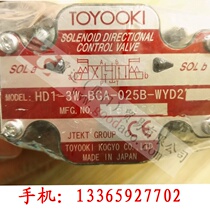 TOYOOKI
SOLENOID DIRECTIONAL
CONTROL VALVE
SOL a
SOL b
MODEL: HD1-3W-BGA-025B-WYD2
MFG. NO.
JTEKT GROUP
TOYOOKI KOGYO CO., LTD.
MADE IN JAPAN
手机：13365927702